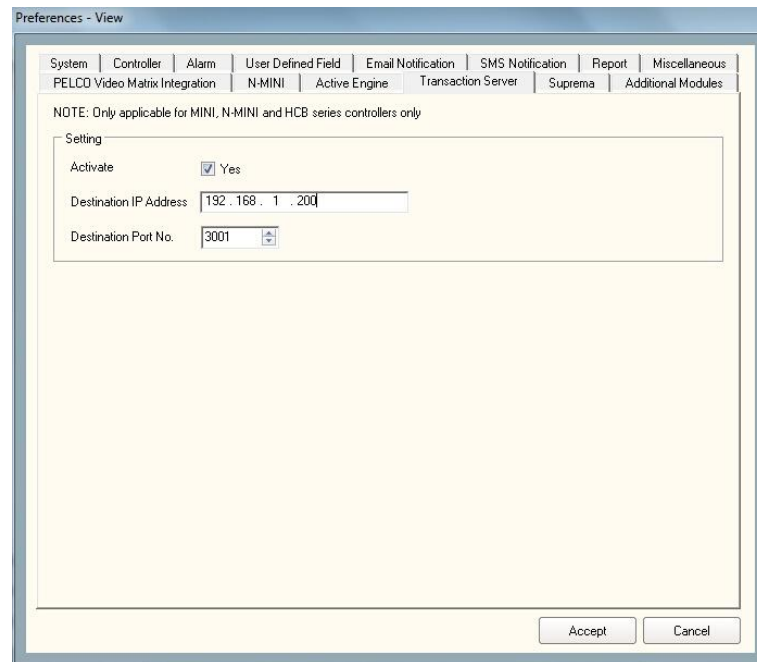 Preferences - View
System Controller Alarm User Defined Field Email Notification SMS Notification Report Miscellaneous
PELCO Video Matrix Integration N-MINI Active Engine Transaction Server Suprema Additional Modules
NOTE: Only applicable for MINI, N-MINI and HCB series controllers only
Setting
Activate Yes
Destination IP Address 192 . 168 . 1 . 200
Destination Port No. 3001
Accept Cancel